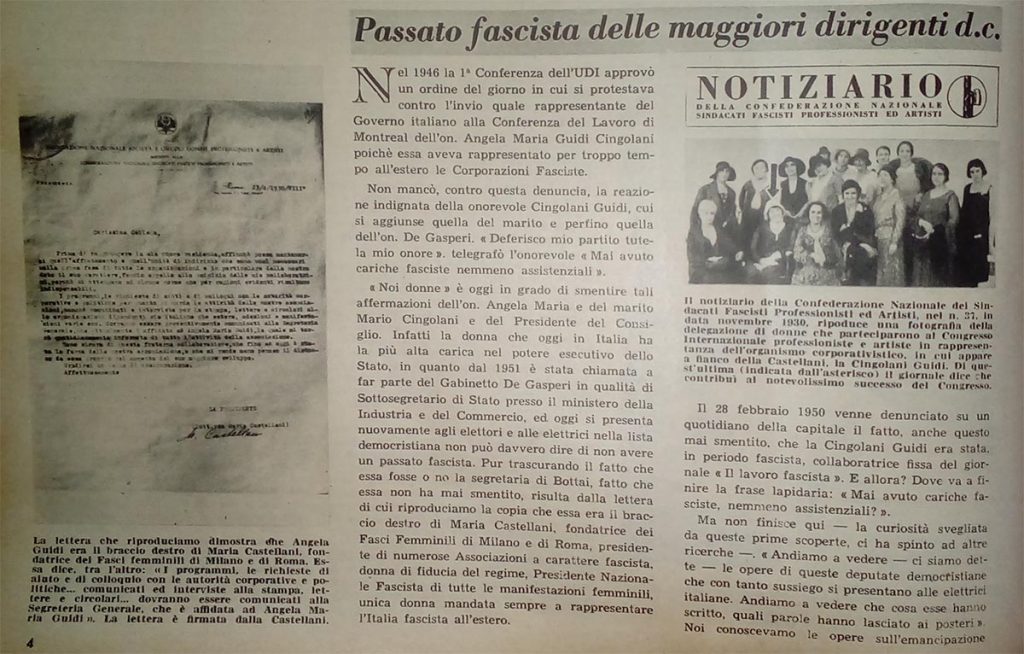 Passato fascista delle maggiori dirigenti d.c.
Carissima Collega,
LA PRESIDENTE
(Dott.ssa Maria Castellani)
M. Castellani
La lettera che riproduciamo dimostra che Angela
Guidi era il braccio destro di Maria Castellani, fon-
datrice dei Fasci femminili di Milano e di Roma. Es-
sa dice, tra l'altro: «I programmi, le richieste di
aiuto e di colloquio con le autorità corporative e po-
litiche... comunicati ed interviste alla stampa, let-
tere e circolari... dovranno essere comunicati alla
Segreteria Generale, che è affidata ad Angela Ma-
ria Guidi». La lettera è firmata dalla Castellani.
4
Nel 1946 la 1ª Conferenza dell'UDI approvò
un ordine del giorno in cui si protestava
contro l'invio quale rappresentante del
Governo italiano alla Conferenza del Lavoro di
Montreal dell'on. Angela Maria Guidi Cingolani
poichè essa aveva rappresentato per troppo tem-
po all'estero le Corporazioni Fasciste.
Non mancò, contro questa denuncia, la reazio-
ne indignata della onorevole Cingolani Guidi, cui
si aggiunse quella del marito e perfino quella
dell'on. De Gasperi. « Deferisco mio partito tute-
la mio onore ». telegrafò l'onorevole « Mai avuto
cariche fasciste nemmeno assistenziali ».
« Noi donne » è oggi in grado di smentire tali
affermazioni dell'on. Angela Maria e del marito
Mario Cingolani e del Presidente del Consi-
glio. Infatti la donna che oggi in Italia ha
la più alta carica nel potere esecutivo dello
Stato, in quanto dal 1951 è stata chiamata a
far parte del Gabinetto De Gasperi in qualità di
Sottosegretario di Stato presso il ministero della
Industria e del Commercio, ed oggi si presenta
nuovamente agli elettori e alle elettrici nella lista
democristiana non può davvero dire di non avere
un passato fascista. Pur trascurando il fatto che
essa fosse o no la segretaria di Bottai, fatto che
essa non ha mai smentito, risulta dalla lettera
di cui riproduciamo la copia che essa era il brac-
cio destro di Maria Castellani, fondatrice dei
Fasci Femminili di Milano e di Roma, presiden-
te di numerose Associazioni a carattere fascista,
donna di fiducia del regime, Presidente Naziona-
le Fascista di tutte le manifestazioni femminili,
unica donna mandata sempre a rappresentare
l'Italia fascista all'estero.
NOTIZIARIO
DELLA CONFEDERAZIONE NAZIONALE
SINDACATI FASCISTI PROFESSIONISTI ED ARTISTI
Il notiziario della Confederazione Nazionale dei Sin-
dacati Fascisti Professionisti ed Artisti, nel n. 37, in
data novembre 1930, riproduce una fotografia della
delegazione di donne che parteciparono al Congresso
Internazionale professioniste e artiste in rappresen-
tanza dell'organismo corporativistico, in cui appare
a fianco della Castellani, la Cingolani Guidi. Di que-
st'ultima (indicata dall'asterisco) il giornale dice che
contribuì al notevolissimo successo del Congresso.
Il 28 febbraio 1950 venne denunciato su un
quotidiano della capitale il fatto, anche questo
mai smentito, che la Cingolani Guidi era stata,
in periodo fascista, collaboratrice fissa del gior-
nale « Il lavoro fascista ». E allora? Dove va a fi-
nire la frase lapidaria: « Mai avuto cariche fa-
sciste, nemmeno assistenziali? ».
Ma non finisce qui — la curiosità svegliata
da queste prime scoperte, ci ha spinto ad altre
ricerche —. « Andiamo a vedere — ci siamo det-
te — le opere di queste deputate democristiane
che con tanto sussiego si presentano alle elettrici
italiane. Andiamo a vedere che cosa esse hanno
scritto, quali parole hanno lasciato ai posteri ».
Noi conoscevamo le opere sull'emancipazione